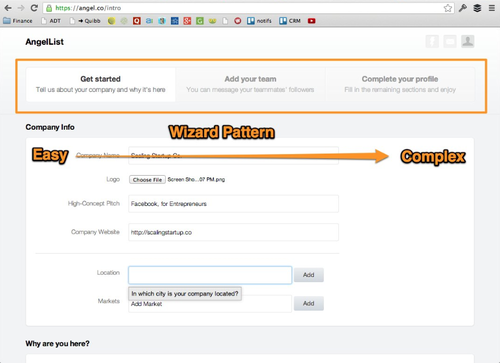 https://angel.co/intro
Finance ADT → Quibb notifs CRM
AngelList
Get started
Tell us about your company and why it's here
Add your team
You can message your teammates' followers
Complete your profile
Fill in the remaining sections and enjoy
Company Info
Wizard Pattern
Easy
Complex
Company Name Scaling Startup Co
Logo Choose File Screen Sho...07 PM.png
High-Concept Pitch Facebook, for Entrepreneurs
Company Website http://scalingstartup.co
Location Add
In which city is your company located?
Markets Add Market Add
Why are you here?